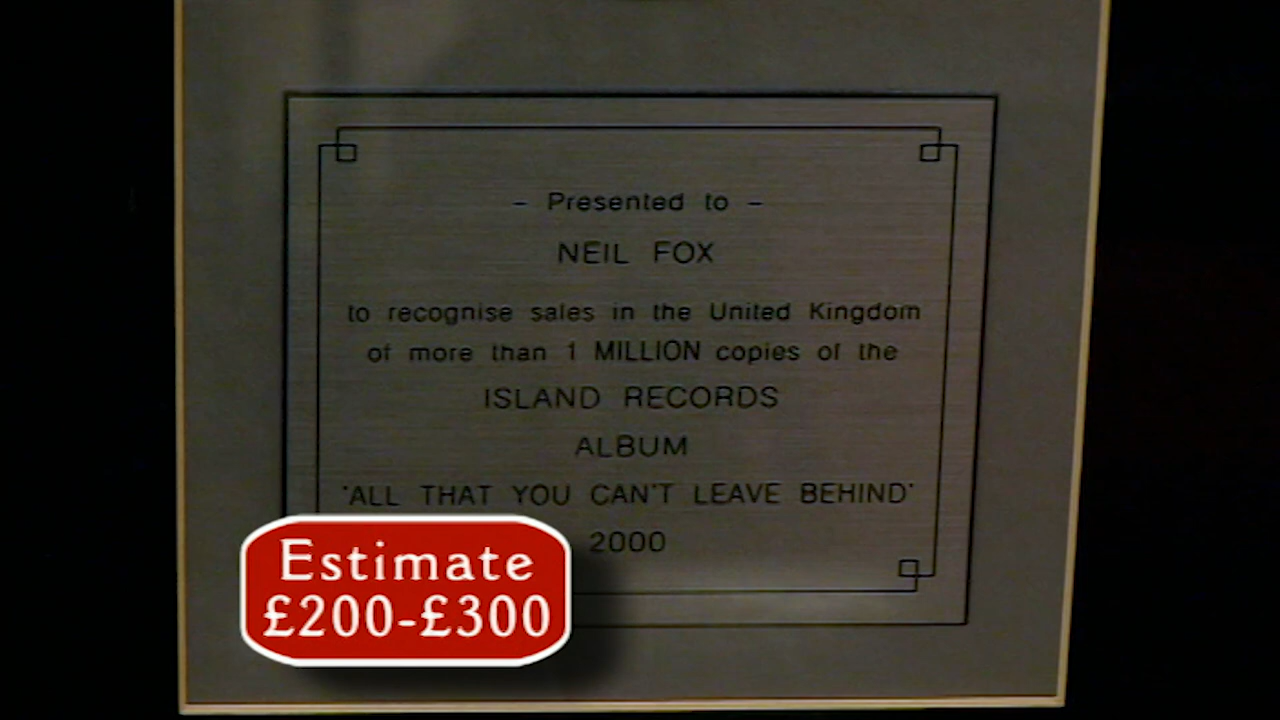 – Presented to –
NEIL FOX
to recognise sales in the United Kingdom
of more than 1 MILLION copies of the
ISLAND RECORDS
ALBUM
'ALL THAT YOU CAN'T LEAVE BEHIND'
2000
Estimate
£200-£300